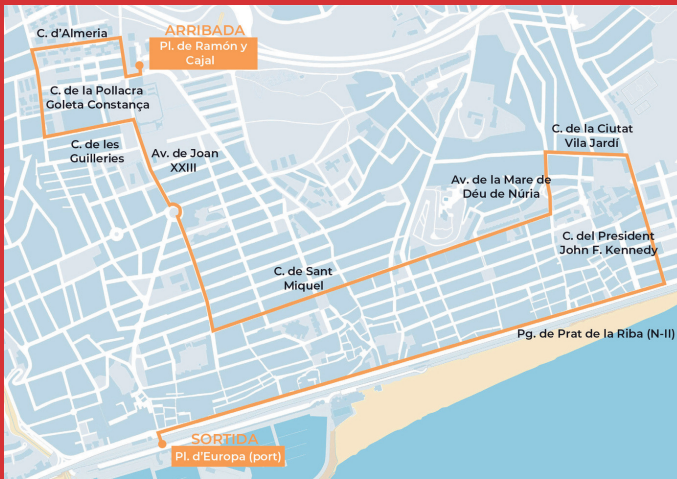 C. d'Almeria
ARRIBADA
Pl. de Ramón y
Cajal
C. de la Pollacra
Goleta Constança
C. de les
Guilleries
Av. de Joan
XXIII
C. de la Ciutat
Vila Jardí
Av. de la Mare de
Déu de Núria
C. del President
John F. Kennedy
C. de Sant
Miquel
Pg. de Prat de la Riba (N-II)
SORTIDA
Pl. d'Europa (port)